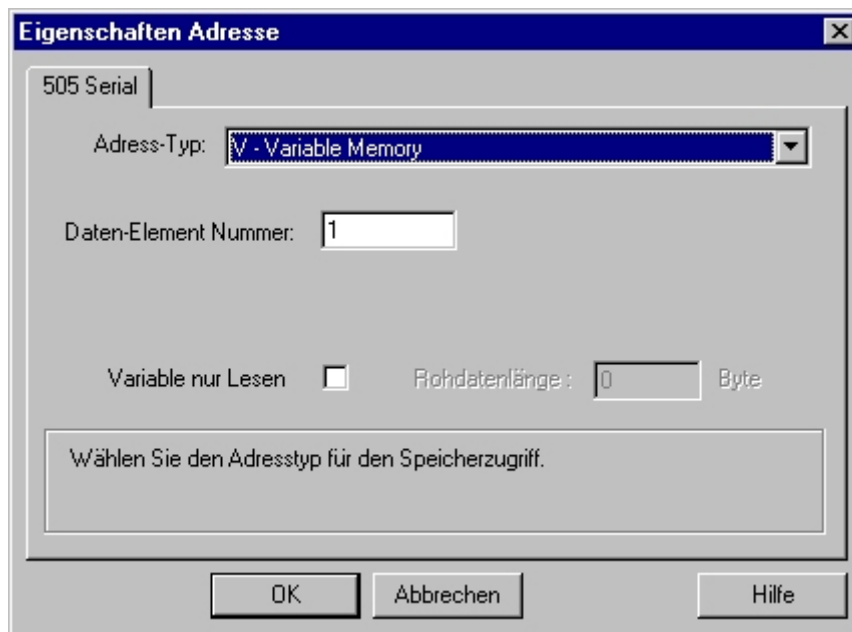 Eigenschaften Adresse
505 Serial
Adress-Typ: V - Variable Memory
Daten-Element Nummer: 1
Variable nur Lesen Rohdatenlänge : 0 Byte
Wählen Sie den Adresstyp für den Speicherzugriff.
OK Abbrechen Hilfe